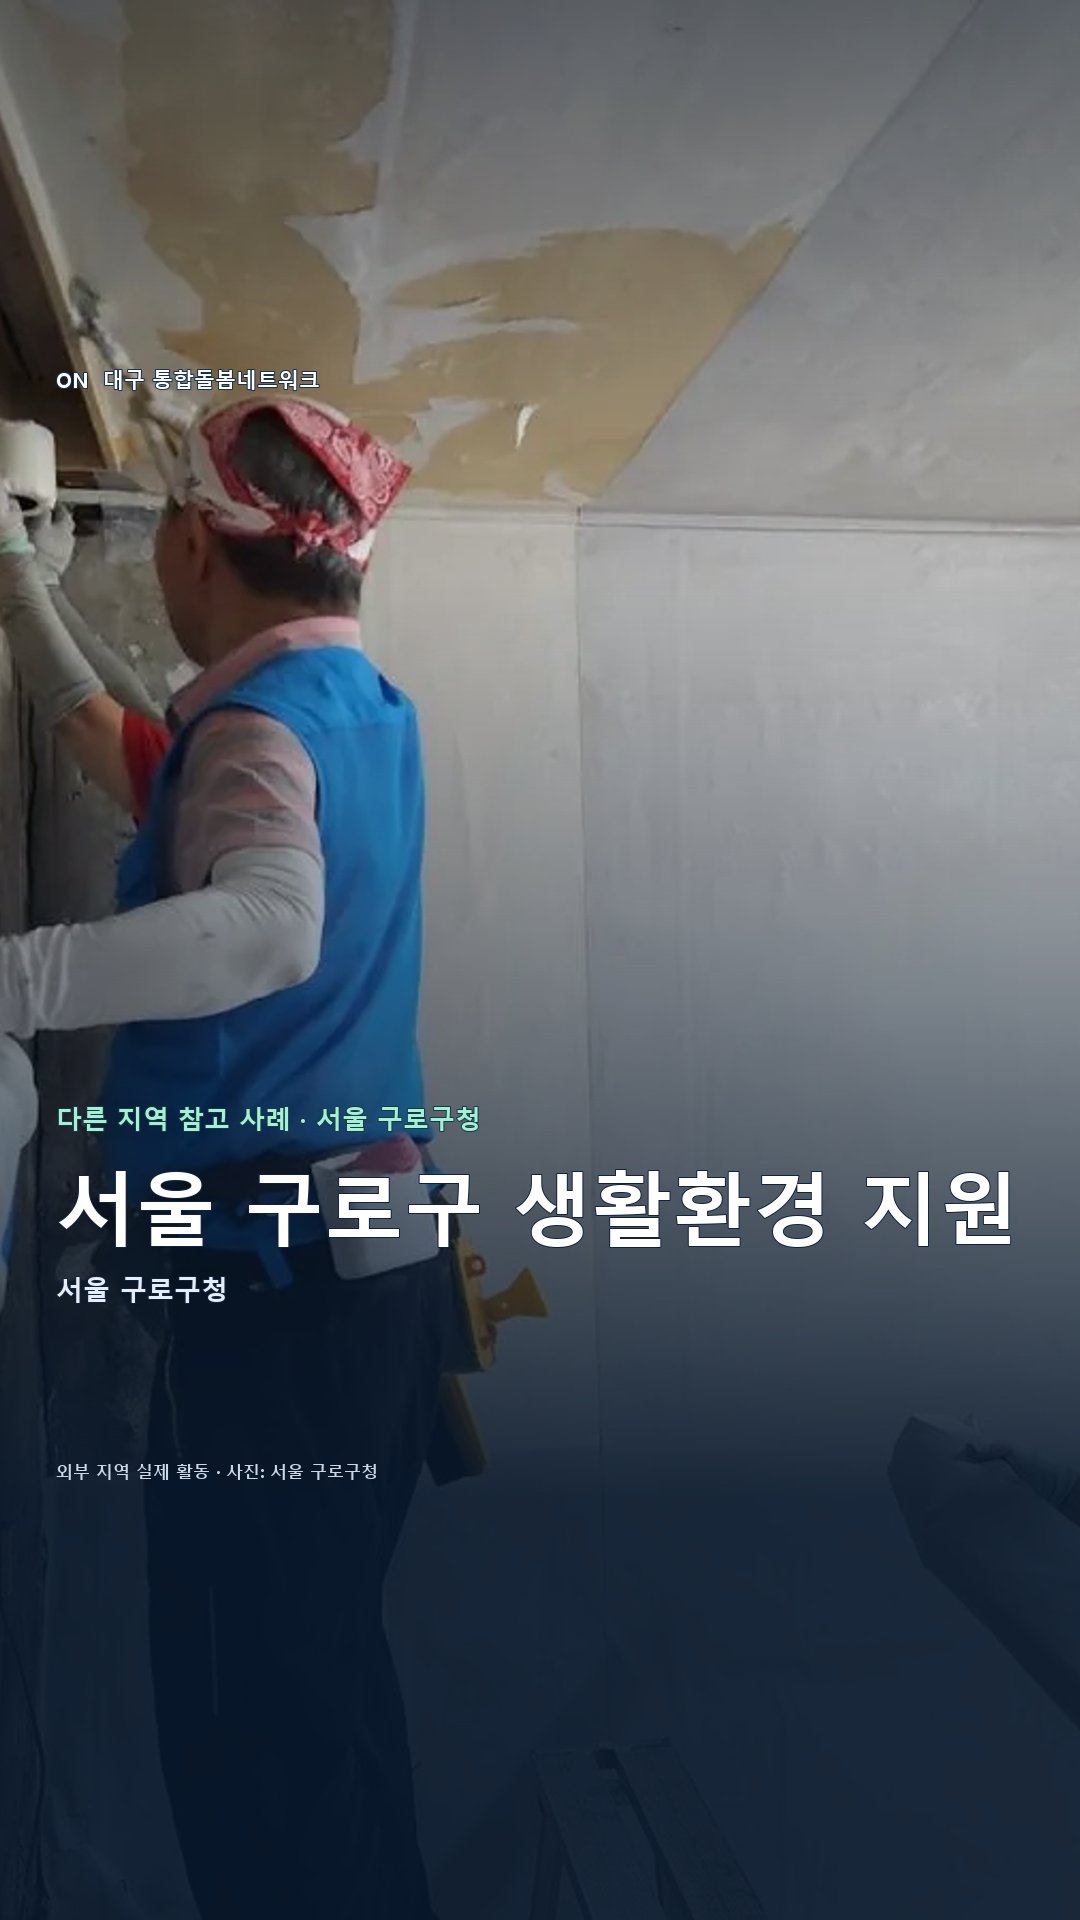 ON 대구 통합돌봄네트워크
다른 지역 참고 사례 · 서울 구로구청
서울 구로구 생활환경 지원
서울 구로구청
외부 지역 실제 활동 · 사진: 서울 구로구청